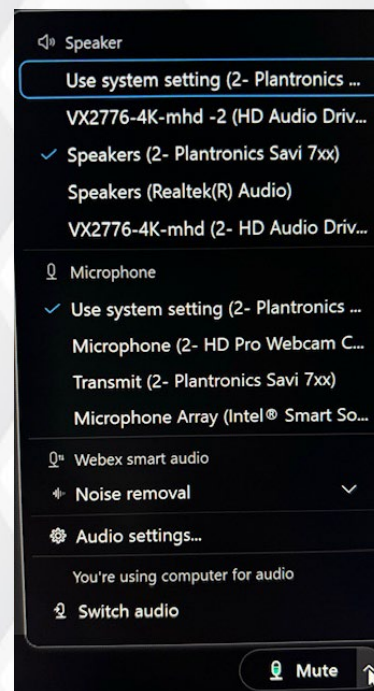 Speaker
Use system setting (2- Plantronics ...
VX2776-4K-mhd -2 (HD Audio Driv...
Speakers (2- Plantronics Savi 7xx)
Speakers (Realtek(R) Audio)
VX2776-4K-mhd (2- HD Audio Driv...
Microphone
Use system setting (2- Plantronics ...
Microphone (2- HD Pro Webcam C...
Transmit (2- Plantronics Savi 7xx)
Microphone Array (Intel® Smart So...
Webex smart audio
Noise removal
Audio settings...
You're using computer for audio
Switch audio
Mute